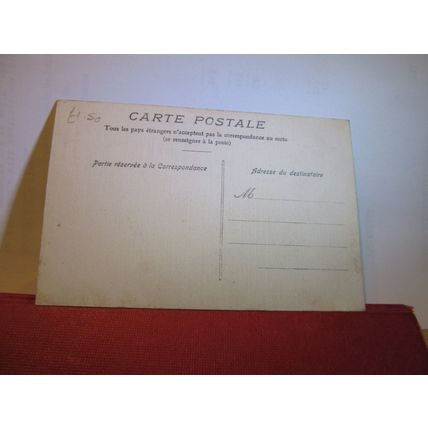 £1.50
CARTE POSTALE
Tous les pays étrangers n'acceptent pas la correspondance au recto
(se renseigner à la poste)
Partie réservée à la Correspondance
Adresse du destinataire
M